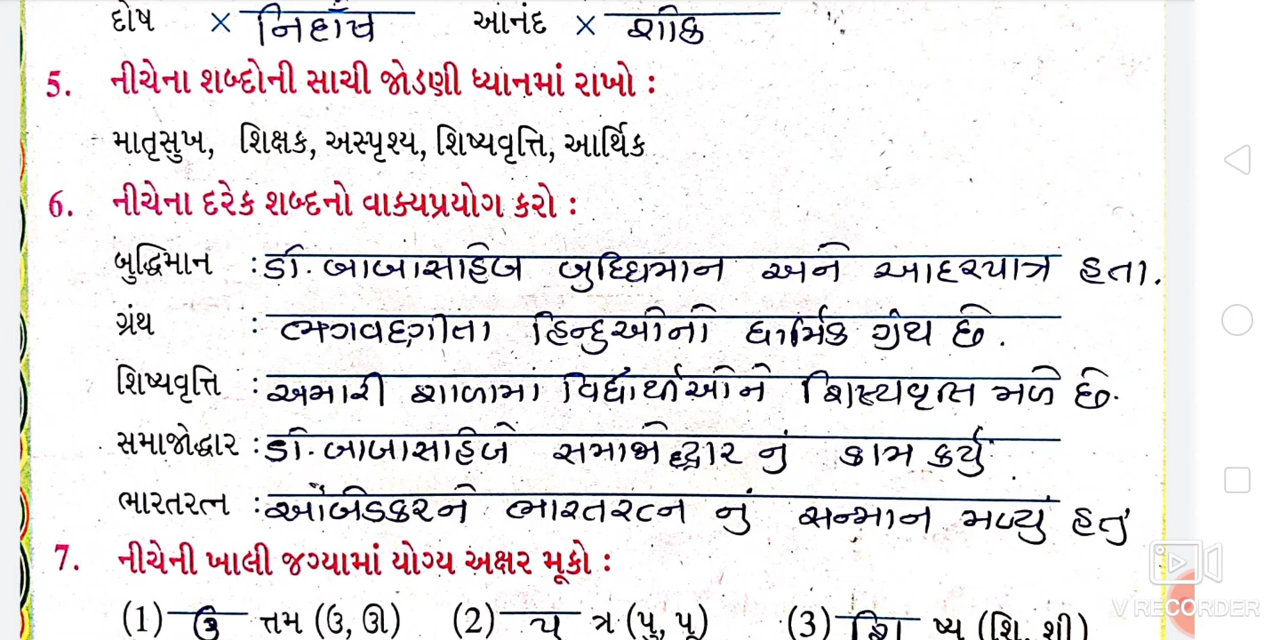 દોષ × નિર્દોષ આનંદ × શોક
5. નીચેના શબ્દોની સાચી જોડણી ધ્યાનમાં રાખો :
માતૃસુખ, શિક્ષક, અસ્પૃશ્ય, શિષ્યવૃત્તિ, આર્થિક
6. નીચેના દરેક શબ્દનો વાક્યપ્રયોગ કરો :
બુદ્ધિમાન : ડૉ. બાબાસાહેબ બુધ્ધિમાન અને આદરપાત્ર હતા.
ગ્રંથ : ભગવદગીતા હિન્દુઓનો ધાર્મિક ગ્રંથ છે.
શિષ્યવૃત્તિ : અમારી શાળામાં વિદ્યાર્થીઓને શિષ્યવૃત્તિ મળે છે.
સમાજોદ્ધાર : ડૉ. બાબાસાહેબે સમાજોદ્ધાર નું કામ કર્યું
ભારતરત્ન : આંબેડકરને ભારતરત્ન નું સન્માન મળ્યું હતું
7. નીચેની ખાલી જગ્યામાં યોગ્ય અક્ષર મૂકો :
(1) ઉ ત્તમ (ઉ, ઊ) (2) પુ ત્ર (પુ, પૂ) (3) શિ ષ્ય (શિ, શી)
V RECORDER